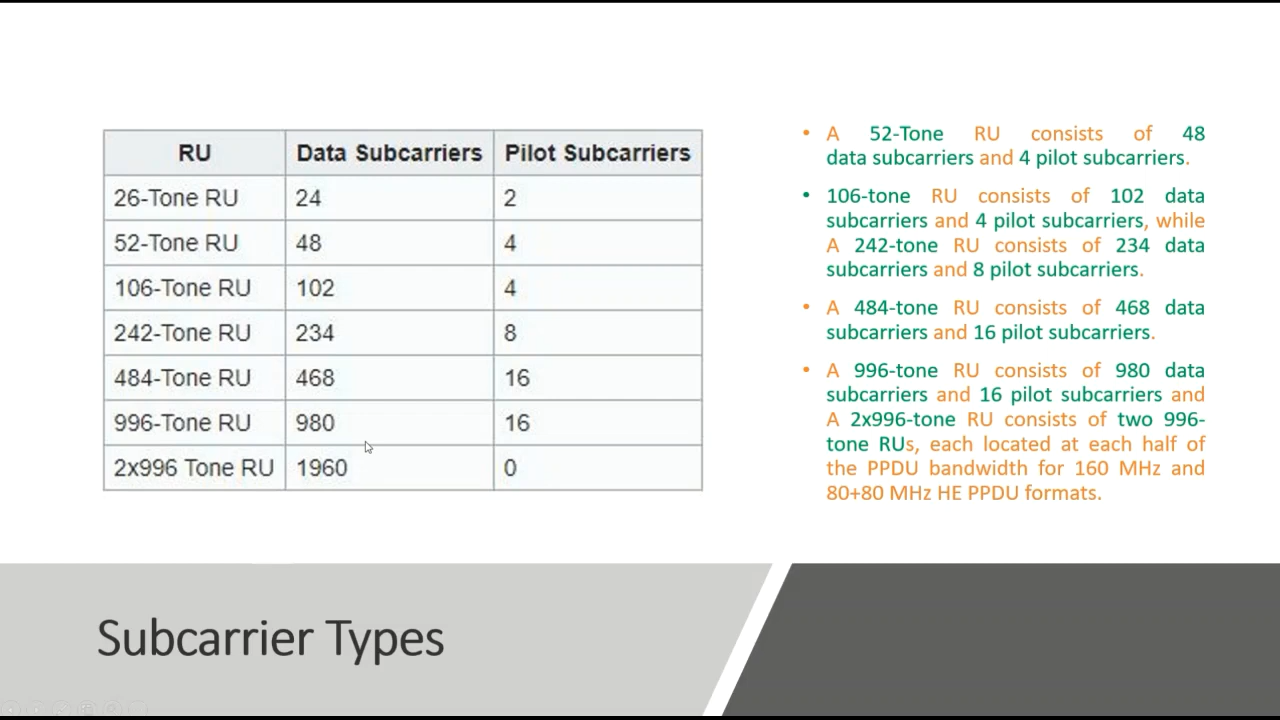 RU Data Subcarriers Pilot Subcarriers
26-Tone RU 24 2
52-Tone RU 48 4
106-Tone RU 102 4
242-Tone RU 234 8
484-Tone RU 468 16
996-Tone RU 980 16
2x996 Tone RU 1960 0
• A 52-Tone RU consists of 48
data subcarriers and 4 pilot subcarriers.
• 106-tone RU consists of 102 data
subcarriers and 4 pilot subcarriers, while
A 242-tone RU consists of 234 data
subcarriers and 8 pilot subcarriers.
• A 484-tone RU consists of 468 data
subcarriers and 16 pilot subcarriers.
• A 996-tone RU consists of 980 data
subcarriers and 16 pilot subcarriers and
A 2x996-tone RU consists of two 996-
tone RUs, each located at each half of
the PPDU bandwidth for 160 MHz and
80+80 MHz HE PPDU formats.
Subcarrier Types